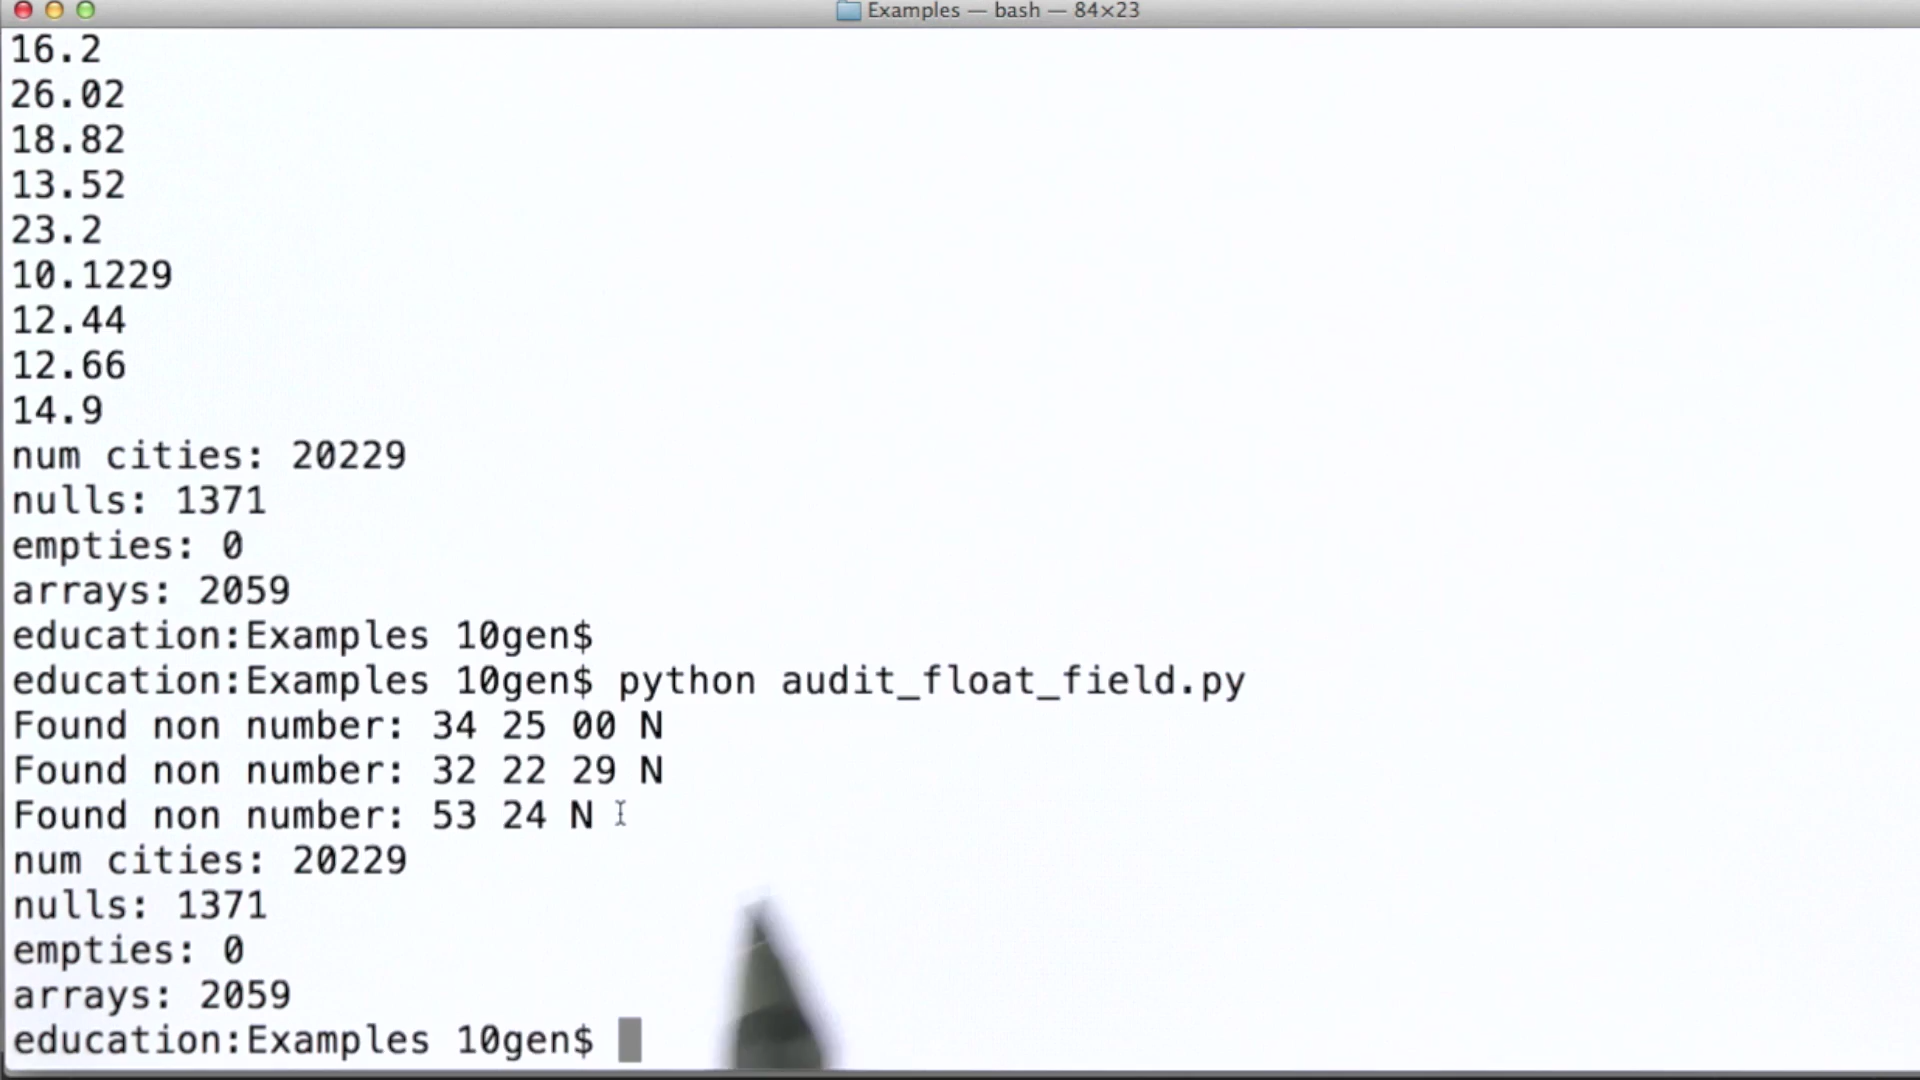 Examples — bash — 84×23
16.2
26.02
18.82
13.52
23.2
10.1229
12.44
12.66
14.9
num cities: 20229
nulls: 1371
empties: 0
arrays: 2059
education:Examples 10gen$
education:Examples 10gen$ python audit_float_field.py
Found non number: 34 25 00 N
Found non number: 32 22 29 N
Found non number: 53 24 N
num cities: 20229
nulls: 1371
empties: 0
arrays: 2059
education:Examples 10gen$